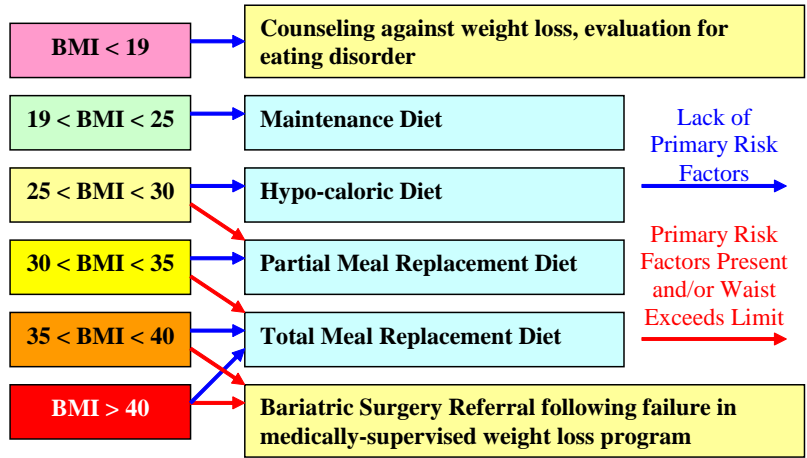 BMI < 19
Counseling against weight loss, evaluation for
eating disorder
19 < BMI < 25
Maintenance Diet
25 < BMI < 30
Hypo-caloric Diet
30 < BMI < 35
Partial Meal Replacement Diet
35 < BMI < 40
Total Meal Replacement Diet
BMI > 40
Bariatric Surgery Referral following failure in
medically-supervised weight loss program
Lack of
Primary Risk
Factors
Primary Risk
Factors Present
and/or Waist
Exceeds Limit